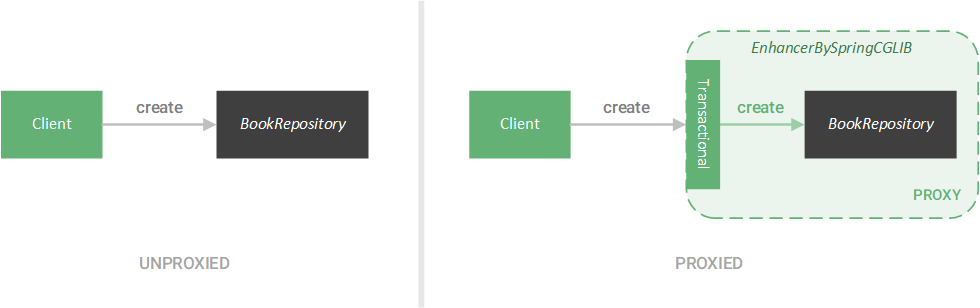 Client
create
BookRepository
UNPROXIED
EnhancerBySpringCGLIB
Client
create
Transactional
create
BookRepository
PROXY
PROXIED